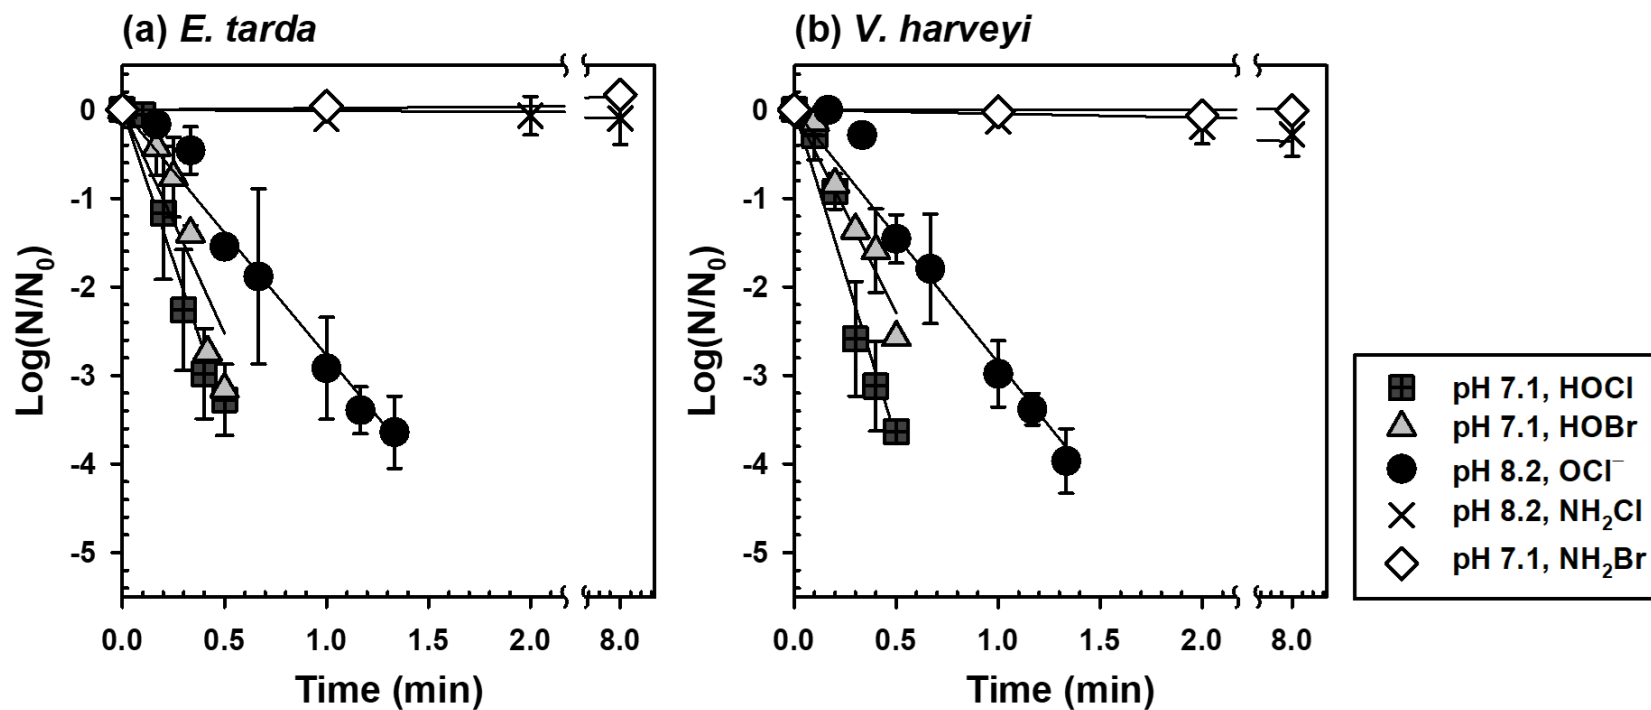 (a) E. tarda
(b) V. harveyi
Log(N/N₀)
0
-1
-2
-3
-4
-5
0.0 0.5 1.0 1.5 2.0 8.0
Time (min)
Log(N/N₀)
0
-1
-2
-3
-4
-5
0.0 0.5 1.0 1.5 2.0 8.0
Time (min)
pH 7.1, HOCl
pH 7.1, HOBr
pH 8.2, OCl⁻
pH 8.2, NH₂Cl
pH 7.1, NH₂Br